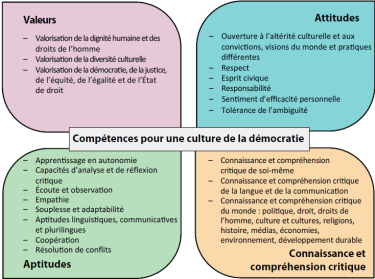 Valeurs
– Valorisation de la dignité humaine et des
droits de l'homme
– Valorisation de la diversité culturelle
– Valorisation de la démocratie, de la justice,
de l'équité, de l'égalité et de l'État
de droit
Attitudes
– Ouverture à l'altérité culturelle et aux
convictions, visions du monde et pratiques
différentes
– Respect
– Esprit civique
– Responsabilité
– Sentiment d'efficacité personnelle
– Tolérance de l'ambiguïté
Compétences pour une culture de la démocratie
– Apprentissage en autonomie
– Capacités d'analyse et de réflexion
critique
– Écoute et observation
– Empathie
– Souplesse et adaptabilité
– Aptitudes linguistiques, communicatives
et plurilingues
– Coopération
– Résolution de conflits
Aptitudes
– Connaissance et compréhension
critique de soi-même
– Connaissance et compréhension critique
de la langue et de la communication
– Connaissance et compréhension critique
du monde : politique, droit, droits de
l'homme, culture et cultures, religions,
histoire, médias, économies,
environnement, développement durable
Connaissance et
compréhension critique